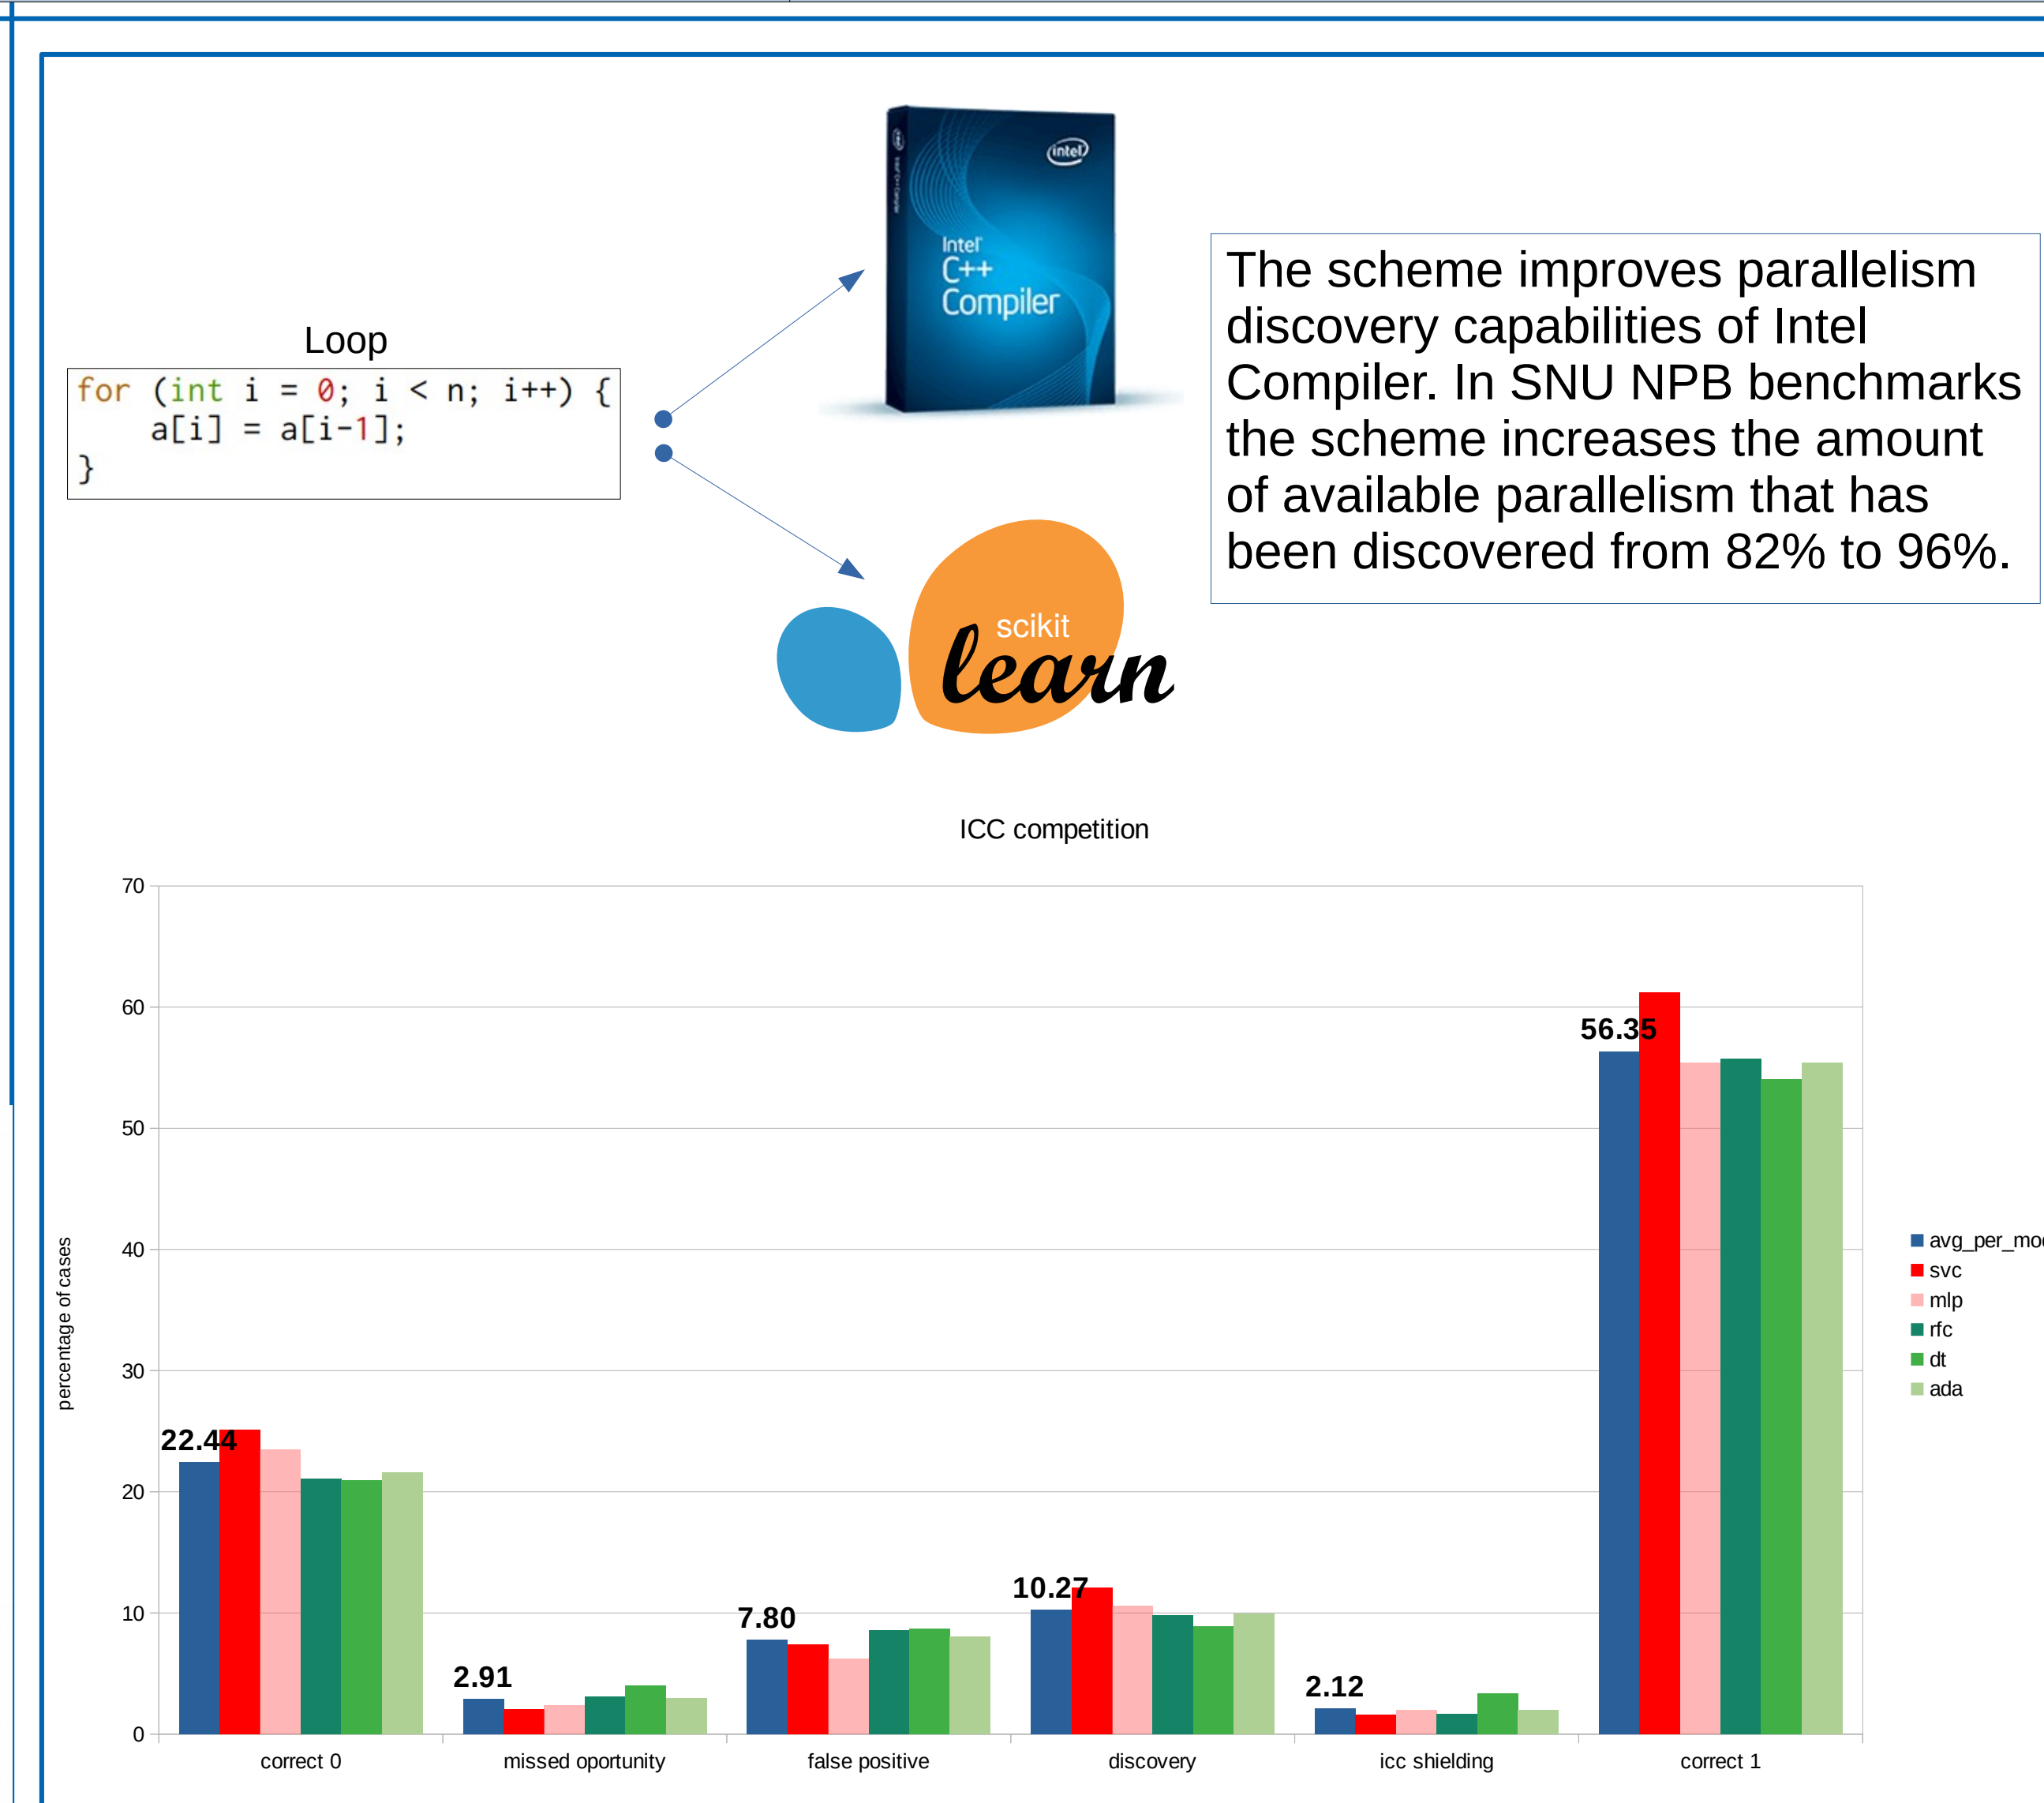 intel
Intel
C++
Compiler
Loop
for (int i = 0; i < n; i++) {
a[i] = a[i-1];
}
The scheme improves parallelism
discovery capabilities of Intel
Compiler. In SNU NPB benchmarks
the scheme increases the amount
of available parallelism that has
been discovered from 82% to 96%.
scikit
learn
ICC competition
percentage of cases
70
60
50
40
30
20
10
0
22.44
2.91
7.80
10.27
2.12
56.35
correct 0
missed oportunity
false positive
discovery
icc shielding
correct 1
svc
mlp
rfc
dt
ada